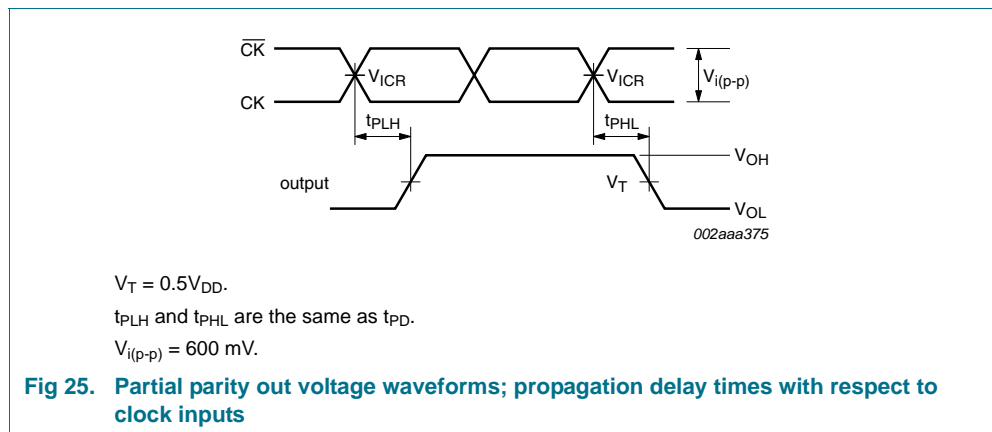 C̅K̅
V_ICR
V_ICR
V_i(p-p)
CK
t_PLH
t_PHL
V_OH
output
V_T
V_OL
002aaa375
V_T = 0.5V_DD.
t_PLH and t_PHL are the same as t_PD.
V_i(p-p) = 600 mV.
Fig 25. Partial parity out voltage waveforms; propagation delay times with respect to
clock inputs